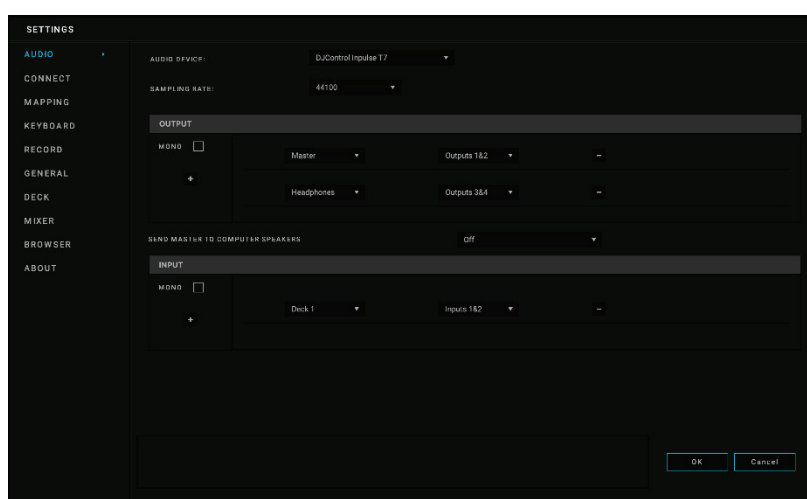 SETTINGS
AUDIO
CONNECT
MAPPING
KEYBOARD
RECORD
GENERAL
DECK
MIXER
BROWSER
ABOUT
AUDIO DEVICE:
DJControl Inpulse T7
SAMPLING RATE:
44100
OUTPUT
MONO
+
Master
Outputs 1&2
–
Headphones
Outputs 3&4
–
SEND MASTER TO COMPUTER SPEAKERS
Off
INPUT
MONO
+
Deck 1
Inputs 1&2
–
OK
Cancel